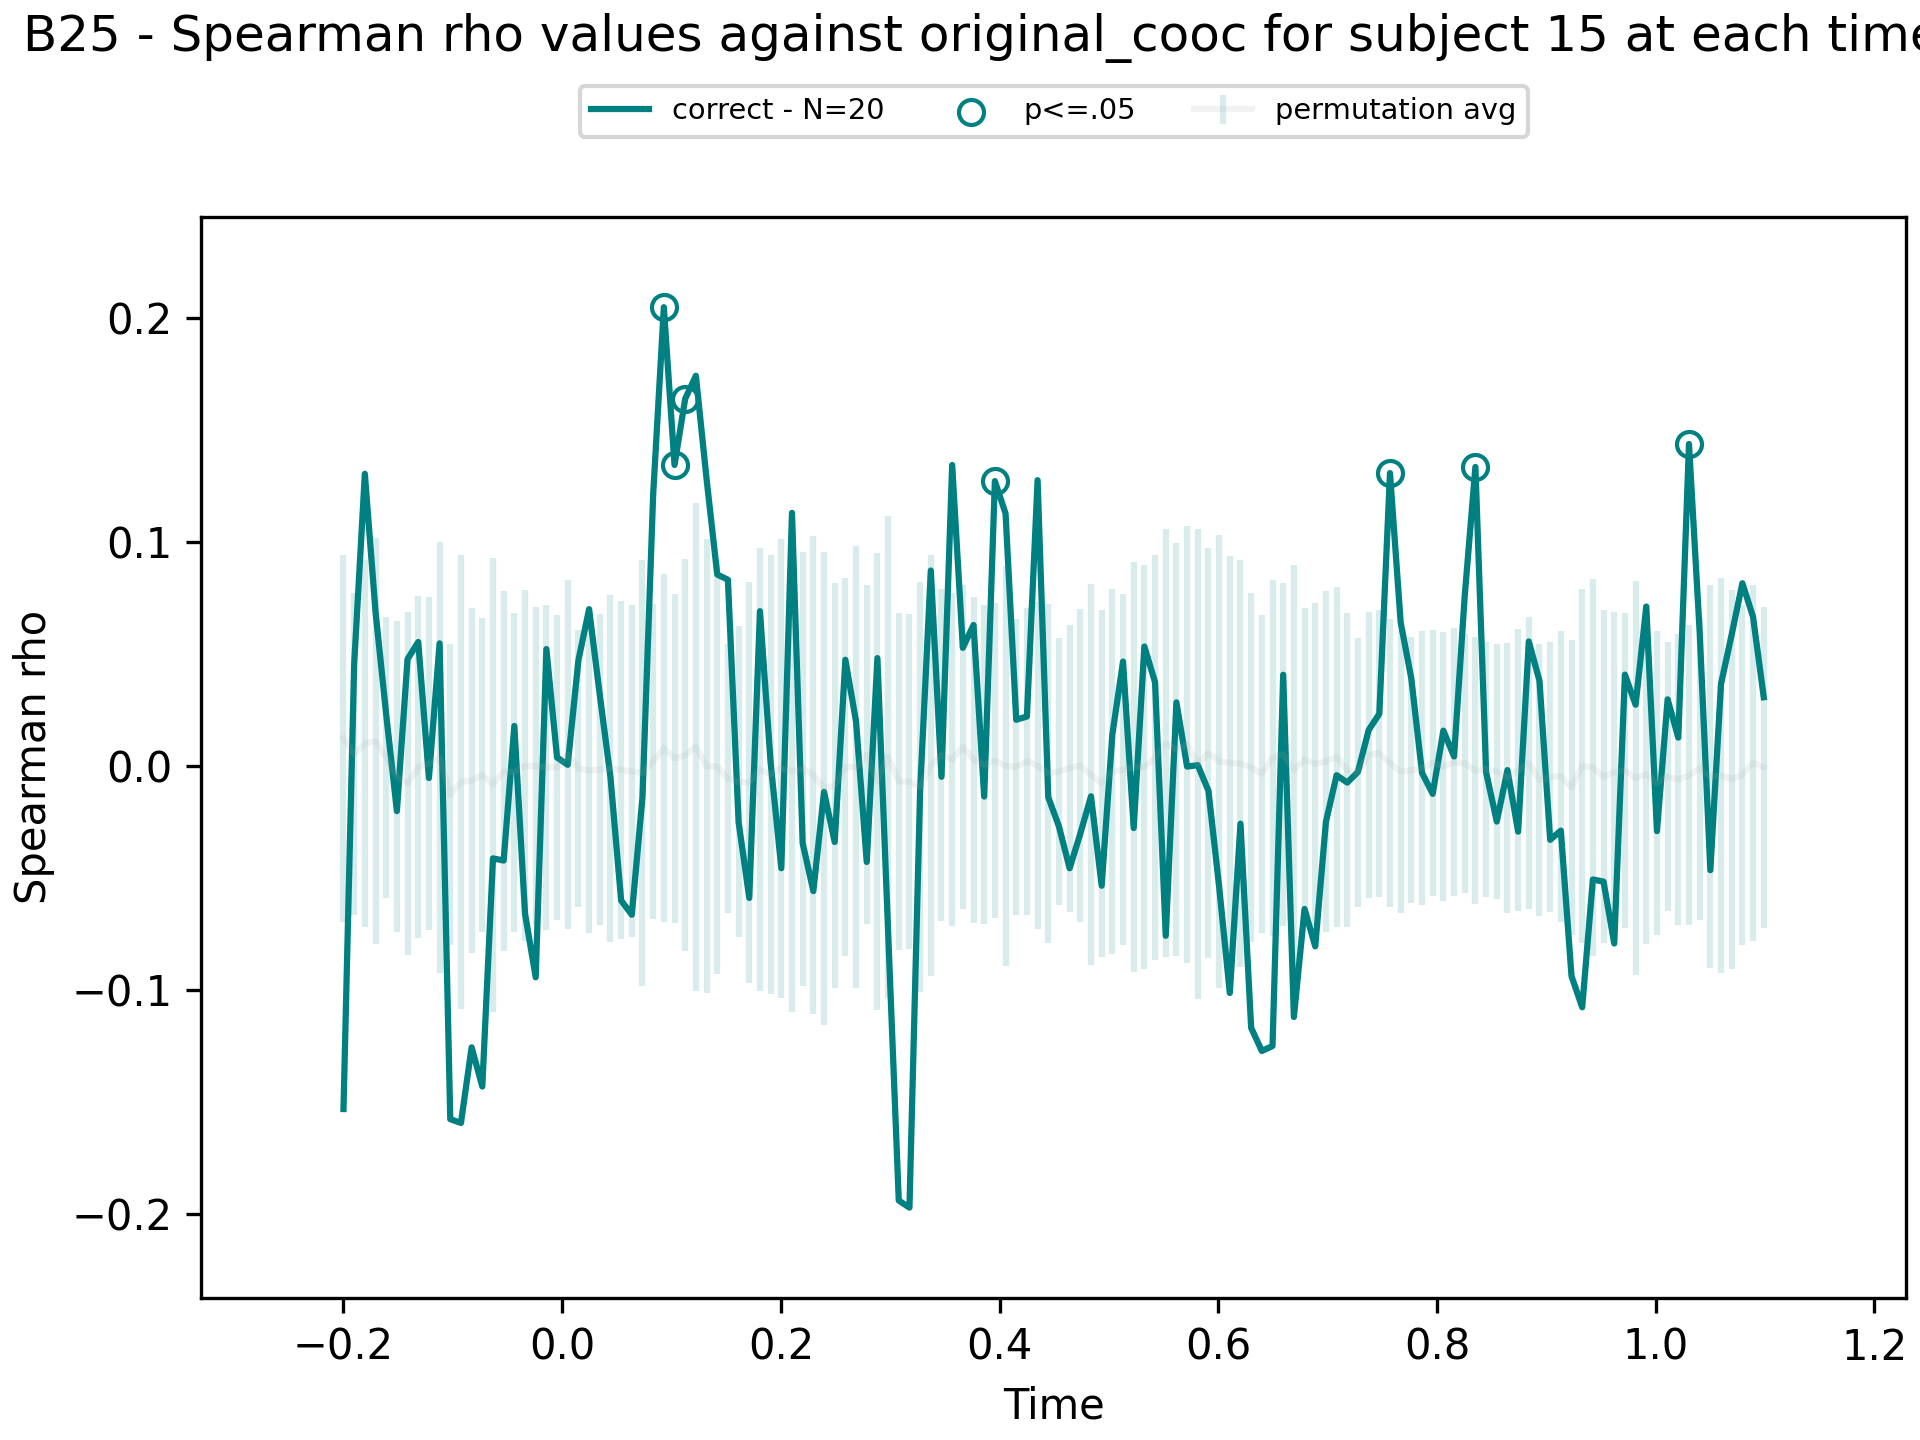 B25 - Spearman rho values against original_cooc for subject 15 at each time
correct - N=20 p<=.05 permutation avg
0.2
0.1
0.0
−0.1
−0.2
Spearman rho
−0.2 0.0 0.2 0.4 0.6 0.8 1.0 1.2
Time